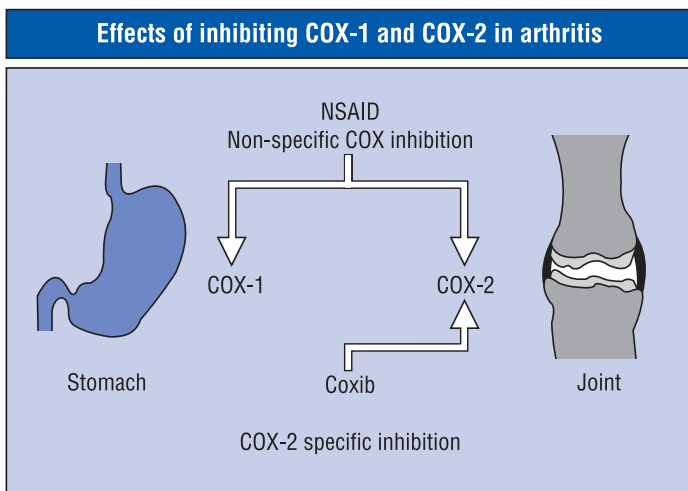 Effects of inhibiting COX-1 and COX-2 in arthritis
NSAID
Non-specific COX inhibition
COX-1
COX-2
Stomach
Coxib
Joint
COX-2 specific inhibition